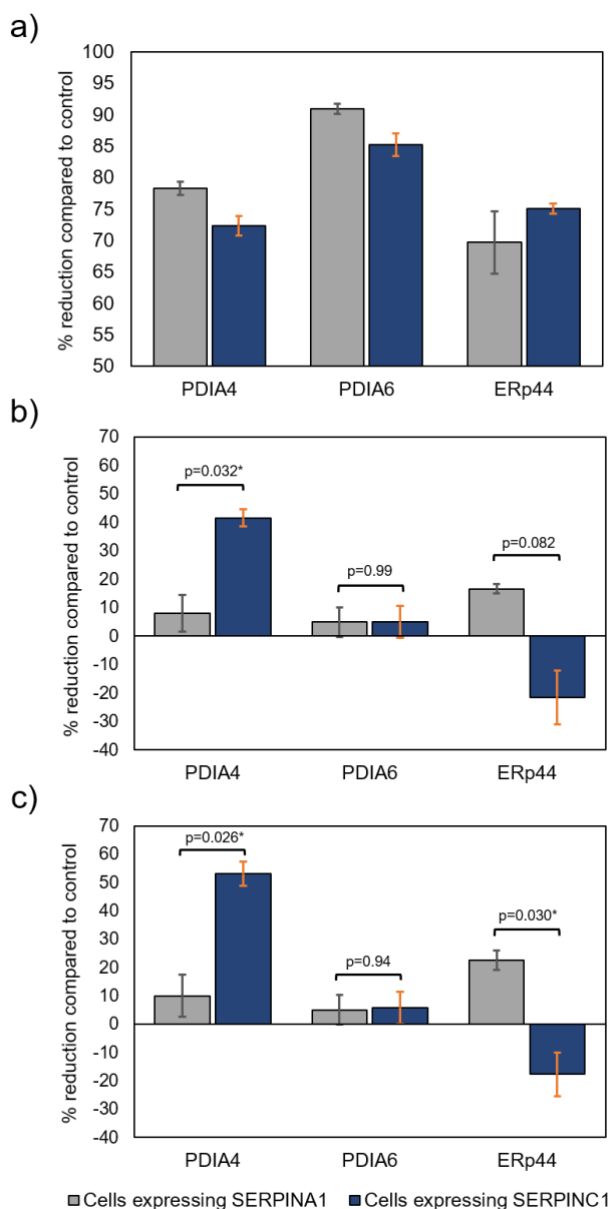 a)
% reduction compared to control
100
95
90
85
80
75
70
65
60
55
50
PDIA4 PDIA6 ERp44
b)
% reduction compared to control
70
60
50
40
30
20
10
0
-10
-20
-30
-40
p=0.032*
p=0.99
p=0.082
PDIA4 PDIA6 ERp44
c)
% reduction compared to control
70
60
50
40
30
20
10
0
-10
-20
-30
-40
p=0.026*
p=0.94
p=0.030*
PDIA4 PDIA6 ERp44
Cells expressing SERPINA1 Cells expressing SERPINC1